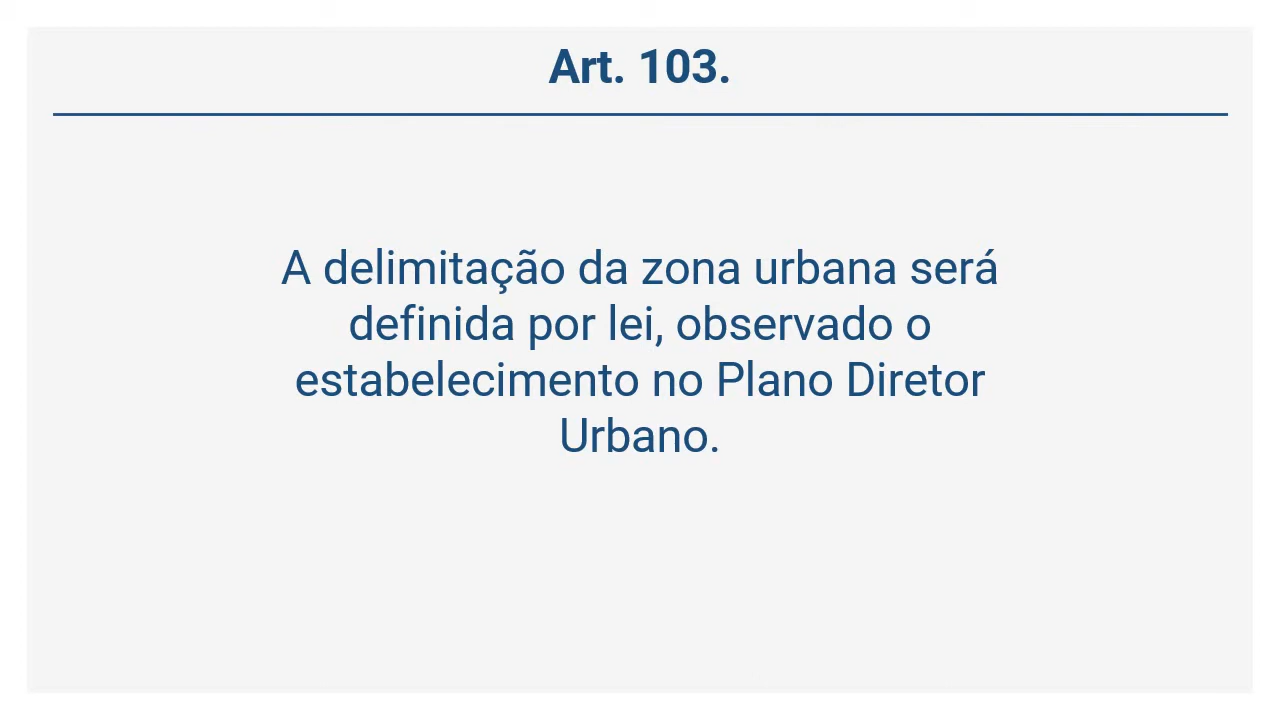 Art. 103.
A delimitação da zona urbana será
definida por lei, observado o
estabelecimento no Plano Diretor
Urbano.